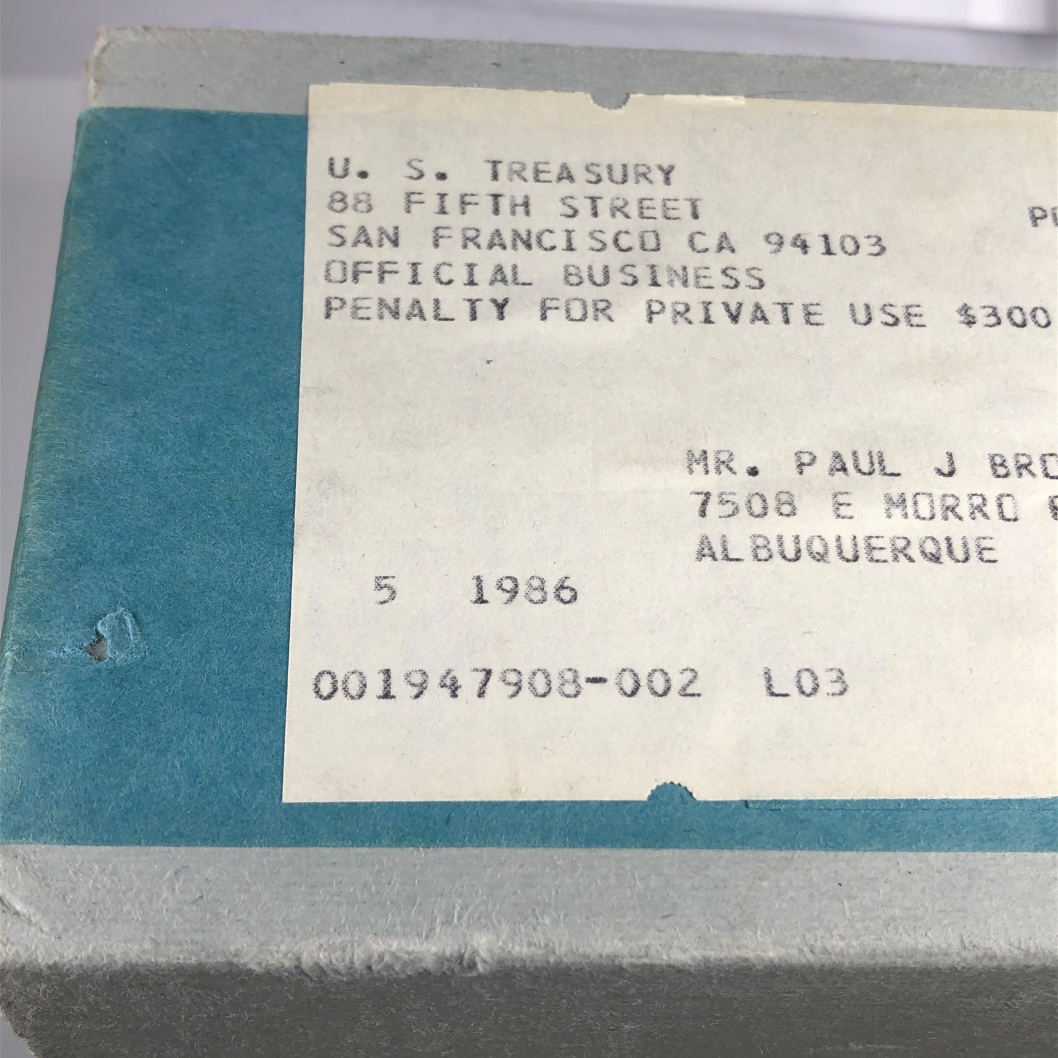 U. S. TREASURY
88 FIFTH STREET
SAN FRANCISCO CA 94103
OFFICIAL BUSINESS
PENALTY FOR PRIVATE USE $300
MR. PAUL J
7508 E MORRO
ALBUQUERQUE
5 1986
001947908-002 L03